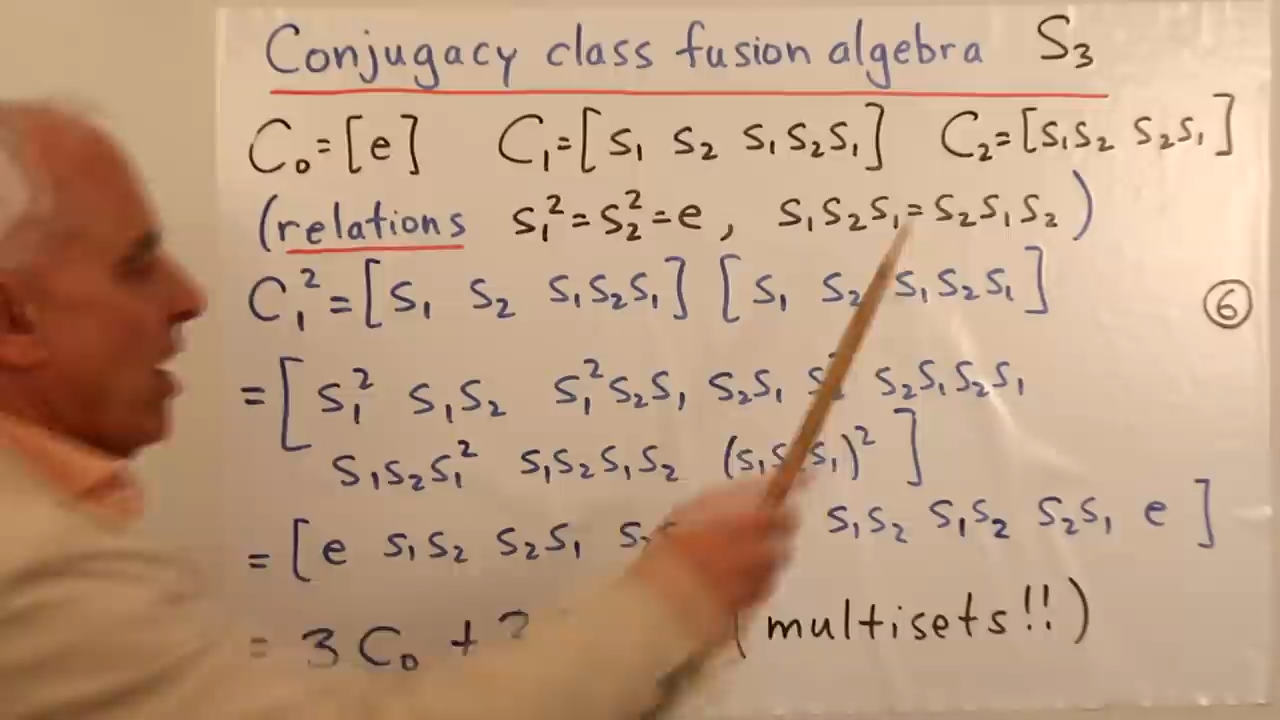 Conjugacy class fusion algebra S₃
C₀=[e] C₁=[s₁ s₂ s₁s₂s₁] C₂=[s₁s₂ s₂s₁]
(relations s₁²=s₂²=e, s₁s₂s₁=s₂s₁s₂)
C₁²=[s₁ s₂ s₁s₂s₁] [s₁ s₂ s₁s₂s₁]
⑥
=[s₁² s₁s₂ s₁²s₂s₁ s₂s₁ s₂s₁s₂s₁
s₁s₂s₁² s₁s₂s₁s₂ (s₁s₂s₁)²]
=[e s₁s₂ s₂s₁ s₁s₂ s₁s₂ s₂s₁ e]
= 3C₀ + (multisets!!)